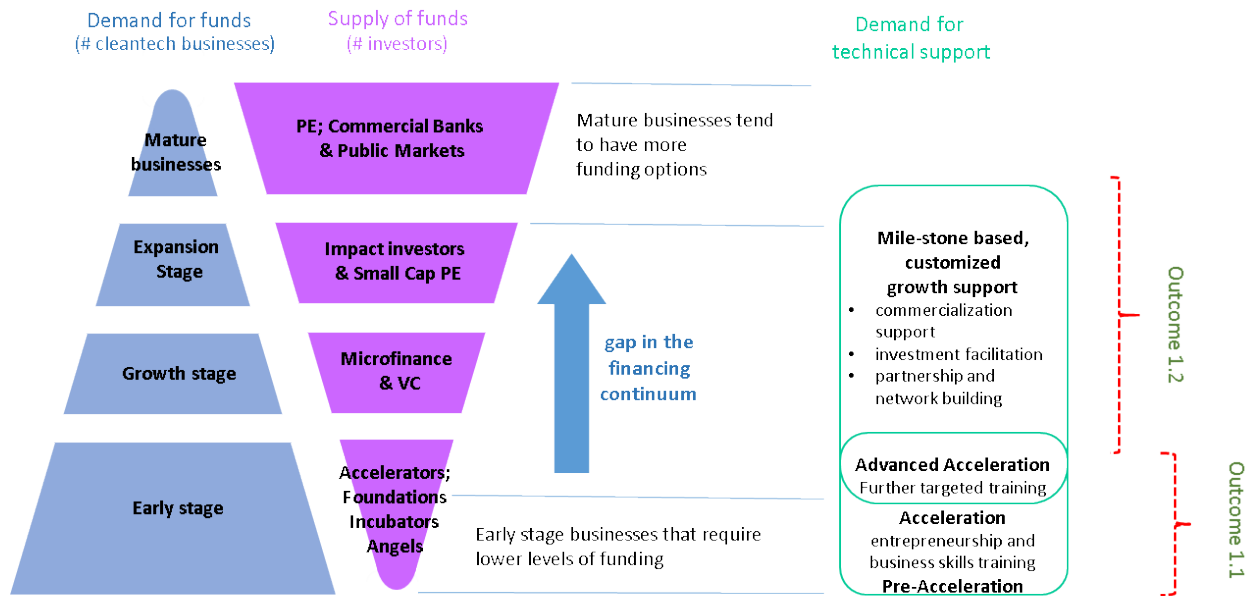 Demand for funds
(# cleantech businesses)
Supply of funds
(# investors)
Demand for
technical support
Mature
businesses
PE; Commercial Banks
& Public Markets
Mature businesses tend
to have more
funding options
Expansion
Stage
Impact investors
& Small Cap PE
Growth stage
Microfinance
& VC
gap in the
financing
continuum
Early stage
Accelerators;
Foundations
Incubators
Angels
Early stage businesses that require
lower levels of funding
Mile-stone based,
customized
growth support
• commercialization
support
• investment facilitation
• partnership and
network building
Advanced Acceleration
Further targeted training
Acceleration
entrepreneurship and
business skills training
Pre-Acceleration
Outcome 1.2
Outcome 1.1